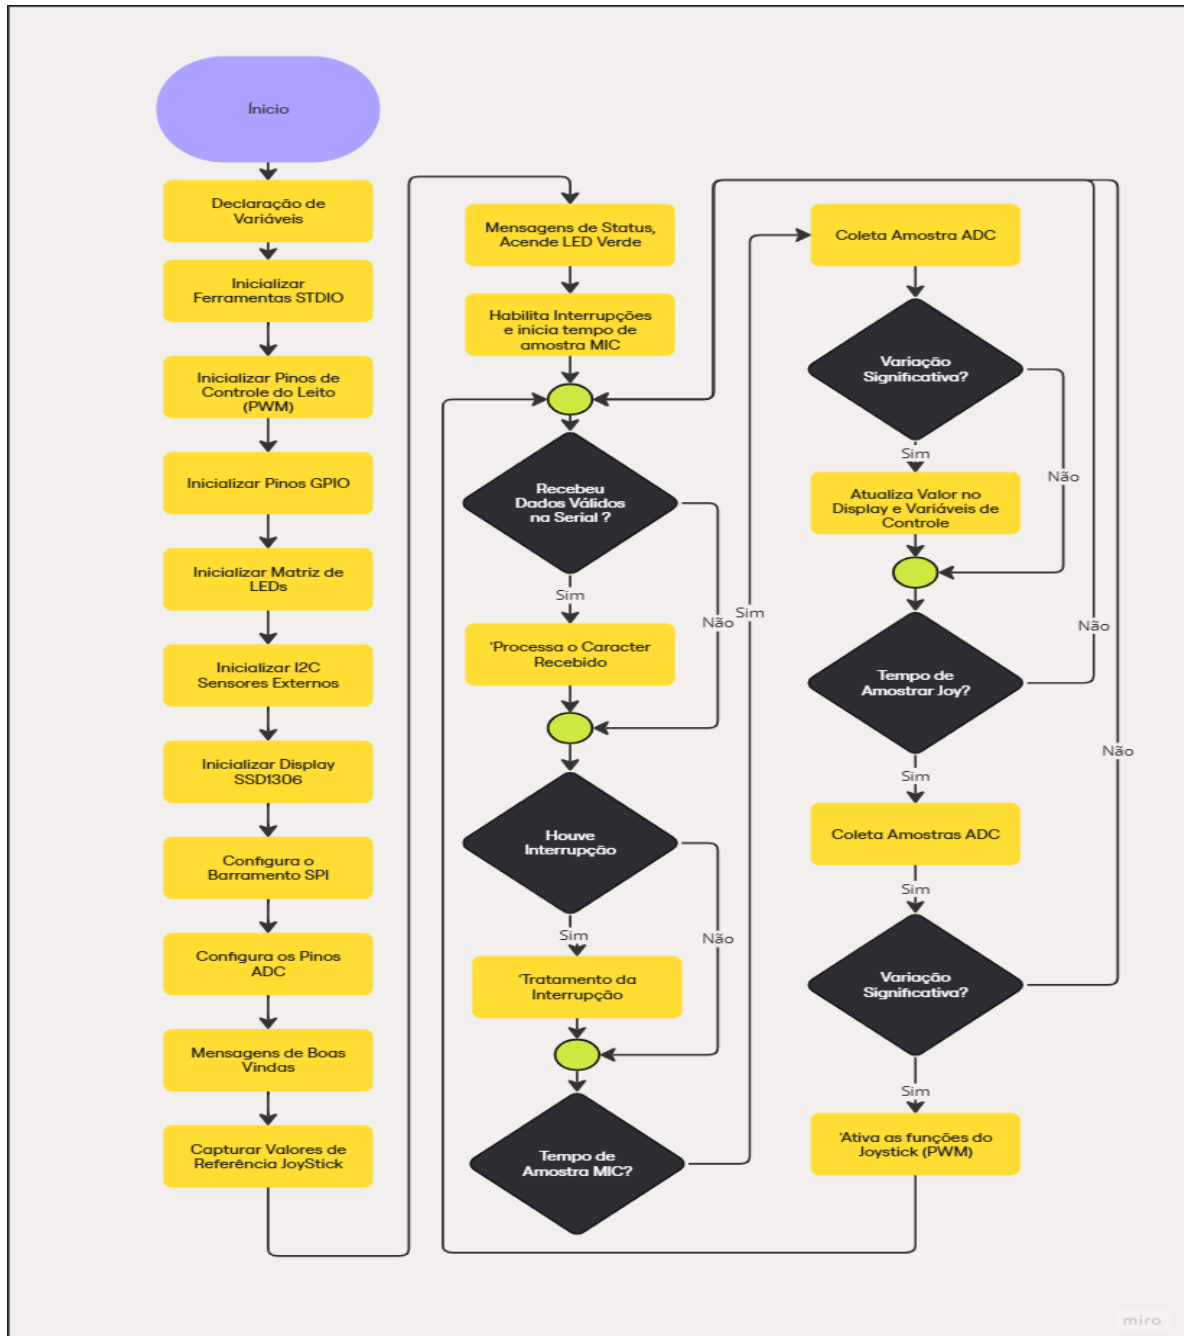 Ínicio
Declaração de
Variáveis
Inicializar
Ferramentas STDIO
Inicializar Pinos de
Controle do Leito
(PWM)
Inicializar Pinos GPIO
Inicializar Matriz de
LEDs
Inicializar I2C
Sensores Externos
Inicializar Display
SSD1306
Configura o
Barramento SPI
Configura os Pinos
ADC
Mensagens de Boas
Vindas
Capturar Valores de
Referência JoyStick
Mensagens de Status,
Acende LED Verde
Habilita Interrupções
e inicia tempo de
amostra MIC
Recebeu
Dados Válidos
na Serial ?
Sim
Não
'Processa o Caracter
Recebido
Houve
Interrupção
Sim
Não
'Tratamento da
Interrupção
Tempo de
Amostra MIC?
Sim
Coleta Amostra ADC
Variação
Significativa?
Sim
Não
Atualiza Valor no
Display e Variáveis de
Controle
Tempo de
Amostrar Joy?
Não
Sim
Coleta Amostras ADC
Sim
Variação
Significativa?
Não
Sim
'Ativa as funções do
Joystick (PWM)
miro